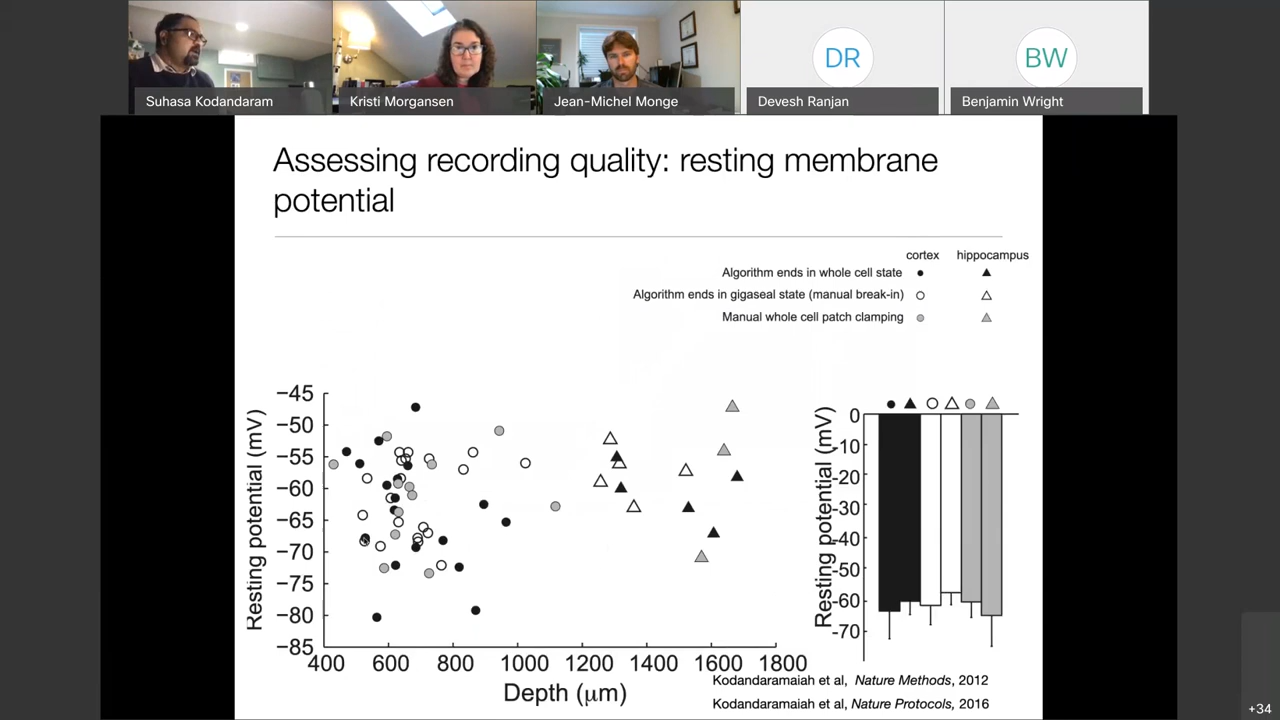 DR
BW
Suhasa Kodandaram
Kristi Morgansen
Jean-Michel Monge
Devesh Ranjan
Benjamin Wright
Assessing recording quality: resting membrane
potential
cortex hippocampus
Algorithm ends in whole cell state
Algorithm ends in gigaseal state (manual break-in)
Manual whole cell patch clamping
Resting potential (mV)
−45
−50
−55
−60
−65
−70
−75
−80
−85
400 600 800 1000 1200 1400 1600 1800
Depth (μm)
Resting potential (mV)
0
-10
-20
-30
-40
-50
-60
-70
Kodandaramaiah et al, Nature Methods, 2012
Kodandaramaiah et al, Nature Protocols, 2016
+34